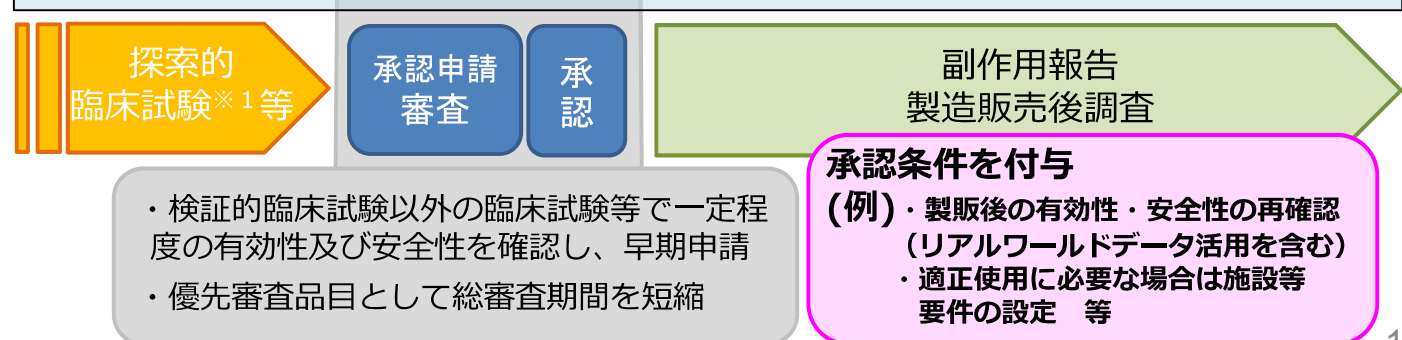 探索的
臨床試験※1等
承認申請
審査
承
認
副作用報告
製造販売後調査
・検証的臨床試験以外の臨床試験等で一定程
度の有効性及び安全性を確認し、早期申請
・優先審査品目として総審査期間を短縮
承認条件を付与
(例)・製販後の有効性・安全性の再確認
（リアルワールドデータ活用を含む）
・適正使用に必要な場合は施設等
要件の設定　等